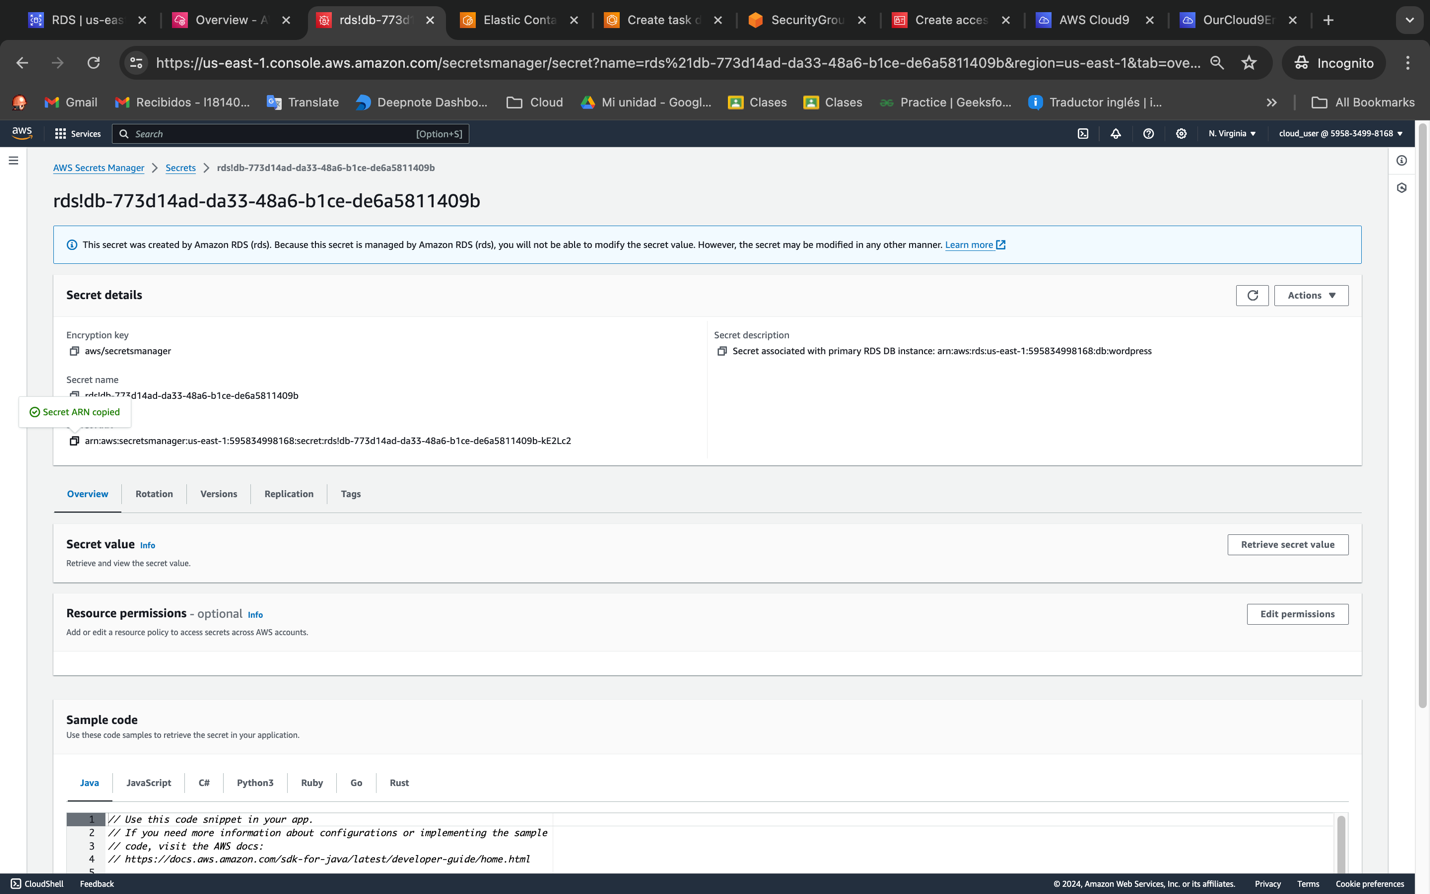 RDS | us-eas
Overview - A
rds!db-773d1
Elastic Conta
Create task d
SecurityGrou
Create acces
AWS Cloud9
OurCloud9En
https://us-east-1.console.aws.amazon.com/secretsmanager/secret?name=rds%21db-773d14ad-da33-48a6-b1ce-de6a5811409b&region=us-east-1&tab=ove...
Incognito
Gmail
Recibidos - l18140...
Translate
Deepnote Dashbo...
Cloud
Mi unidad - Googl...
Clases
Clases
Practice | Geeksfo...
Traductor inglés | i...
All Bookmarks
aws
Services
Search
[Option+S]
N. Virginia
cloud_user @ 5958-3499-8168
AWS Secrets Manager
Secrets
rds!db-773d14ad-da33-48a6-b1ce-de6a5811409b
rds!db-773d14ad-da33-48a6-b1ce-de6a5811409b
This secret was created by Amazon RDS (rds). Because this secret is managed by Amazon RDS (rds), you will not be able to modify the secret value. However, the secret may be modified in any other manner. Learn more
Secret details
Actions
Encryption key
aws/secretsmanager
Secret description
Secret associated with primary RDS DB instance: arn:aws:rds:us-east-1:595834998168:db:wordpress
Secret name
rds!db-773d14ad-da33-48a6-b1ce-de6a5811409b
Secret ARN copied
arn:aws:secretsmanager:us-east-1:595834998168:secret:rds!db-773d14ad-da33-48a6-b1ce-de6a5811409b-kE2Lc2
Overview
Rotation
Versions
Replication
Tags
Secret value Info
Retrieve and view the secret value.
Retrieve secret value
Resource permissions - optional Info
Add or edit a resource policy to access secrets across AWS accounts.
Edit permissions
Sample code
Use these code samples to retrieve the secret in your application.
Java
JavaScript
C#
Python3
Ruby
Go
Rust
1 // Use this code snippet in your app.
2 // If you need more information about configurations or implementing the sample
3 // code, visit the AWS docs:
4 // https://docs.aws.amazon.com/sdk-for-java/latest/developer-guide/home.html
5
CloudShell
Feedback
© 2024, Amazon Web Services, Inc. or its affiliates.
Privacy
Terms
Cookie preferences